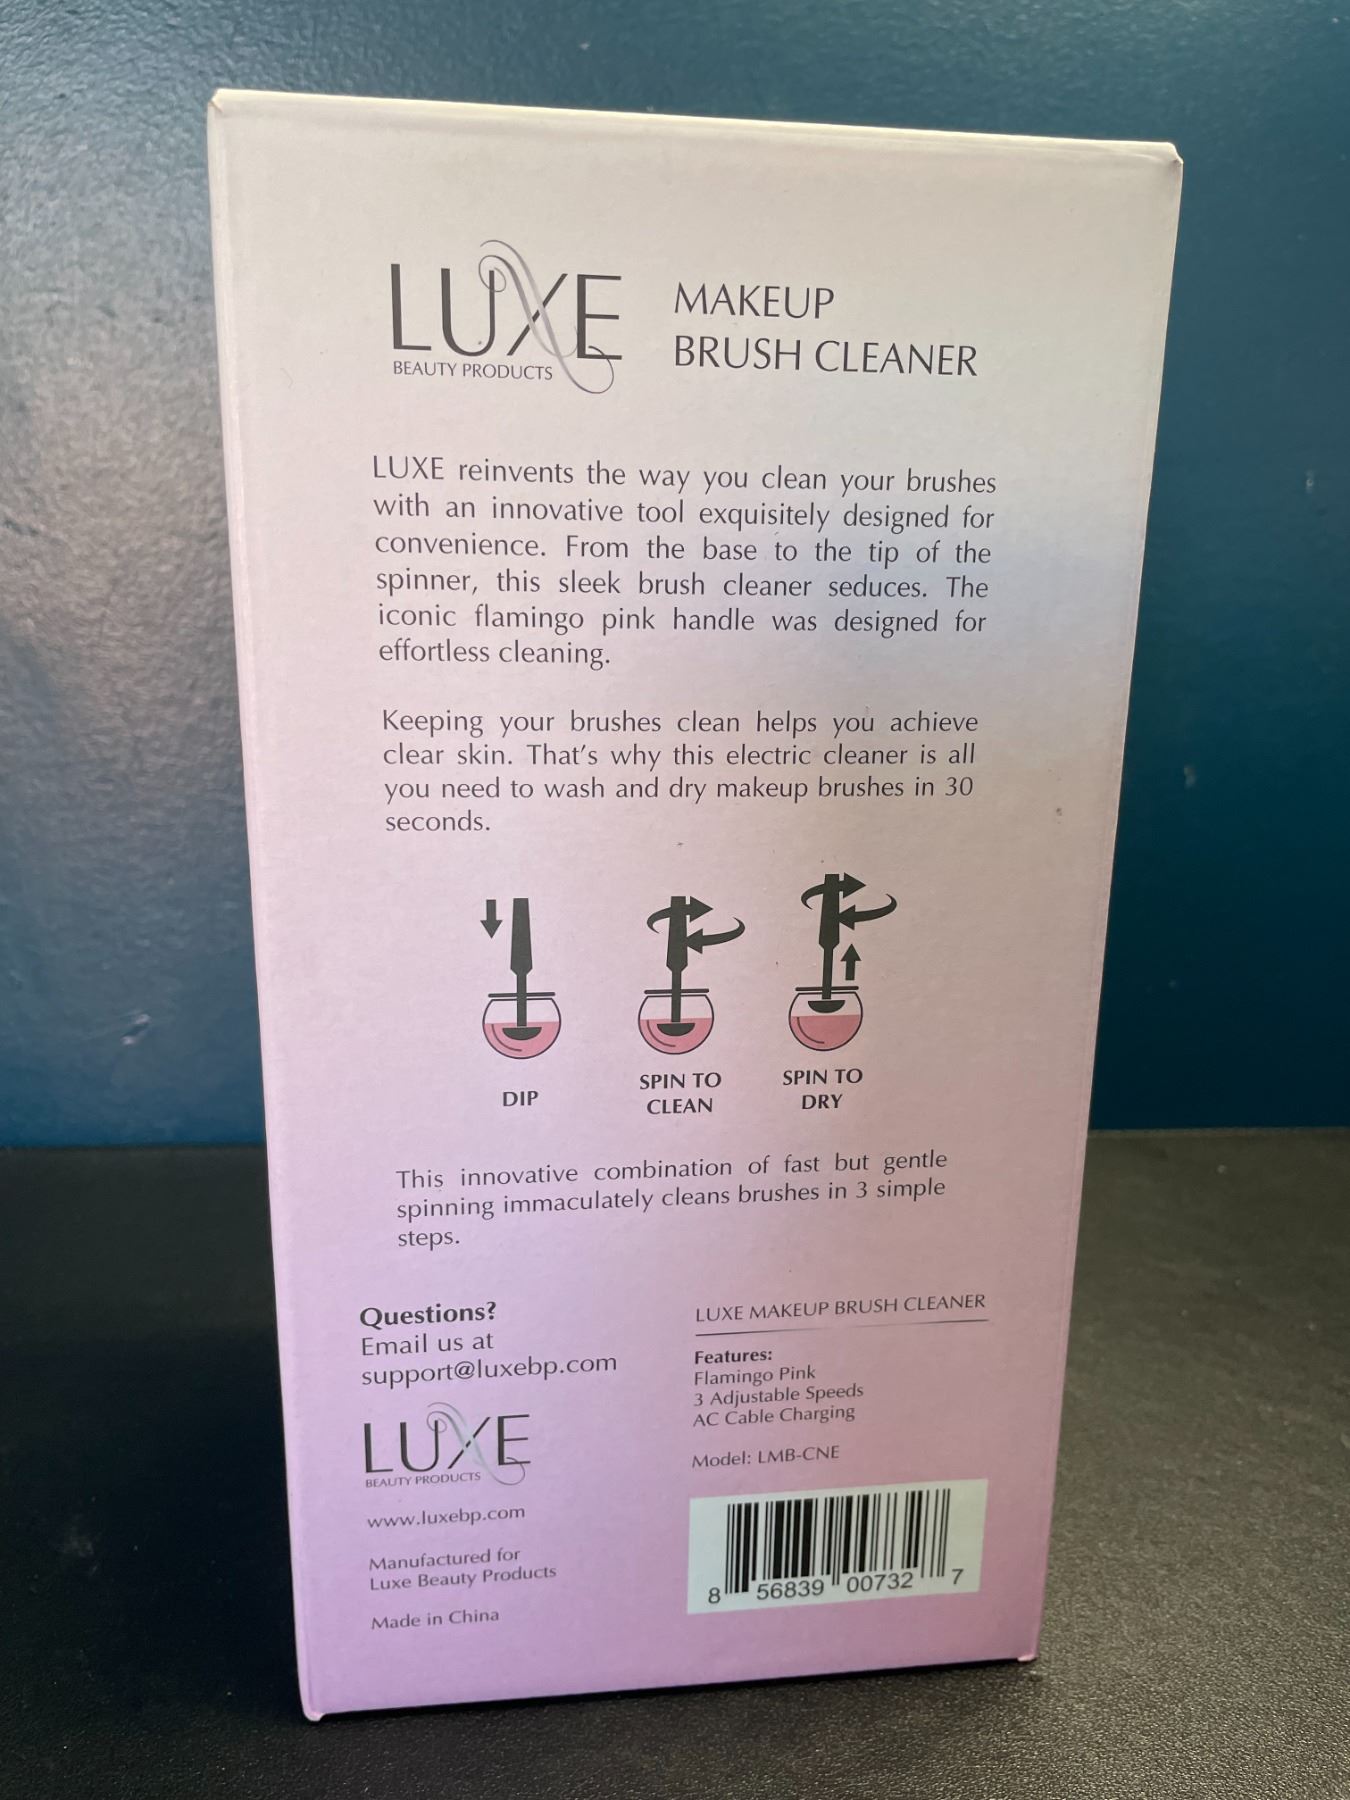 LUXE
BEAUTY PRODUCTS
MAKEUP
BRUSH CLEANER
LUXE reinvents the way you clean your brushes
with an innovative tool exquisitely designed for
convenience. From the base to the tip of the
spinner, this sleek brush cleaner seduces. The
iconic flamingo pink handle was designed for
effortless cleaning.
Keeping your brushes clean helps you achieve
clear skin. That's why this electric cleaner is all
you need to wash and dry makeup brushes in 30
seconds.
DIP
SPIN TO
CLEAN
SPIN TO
DRY
This innovative combination of fast but gentle
spinning immaculately cleans brushes in 3 simple
steps.
Questions?
Email us at
support@luxebp.com
LUXE
BEAUTY PRODUCTS
www.luxebp.com
Manufactured for
Luxe Beauty Products
Made in China
LUXE MAKEUP BRUSH CLEANER
Features:
Flamingo Pink
3 Adjustable Speeds
AC Cable Charging
Model: LMB-CNE
8 56839 00732 7